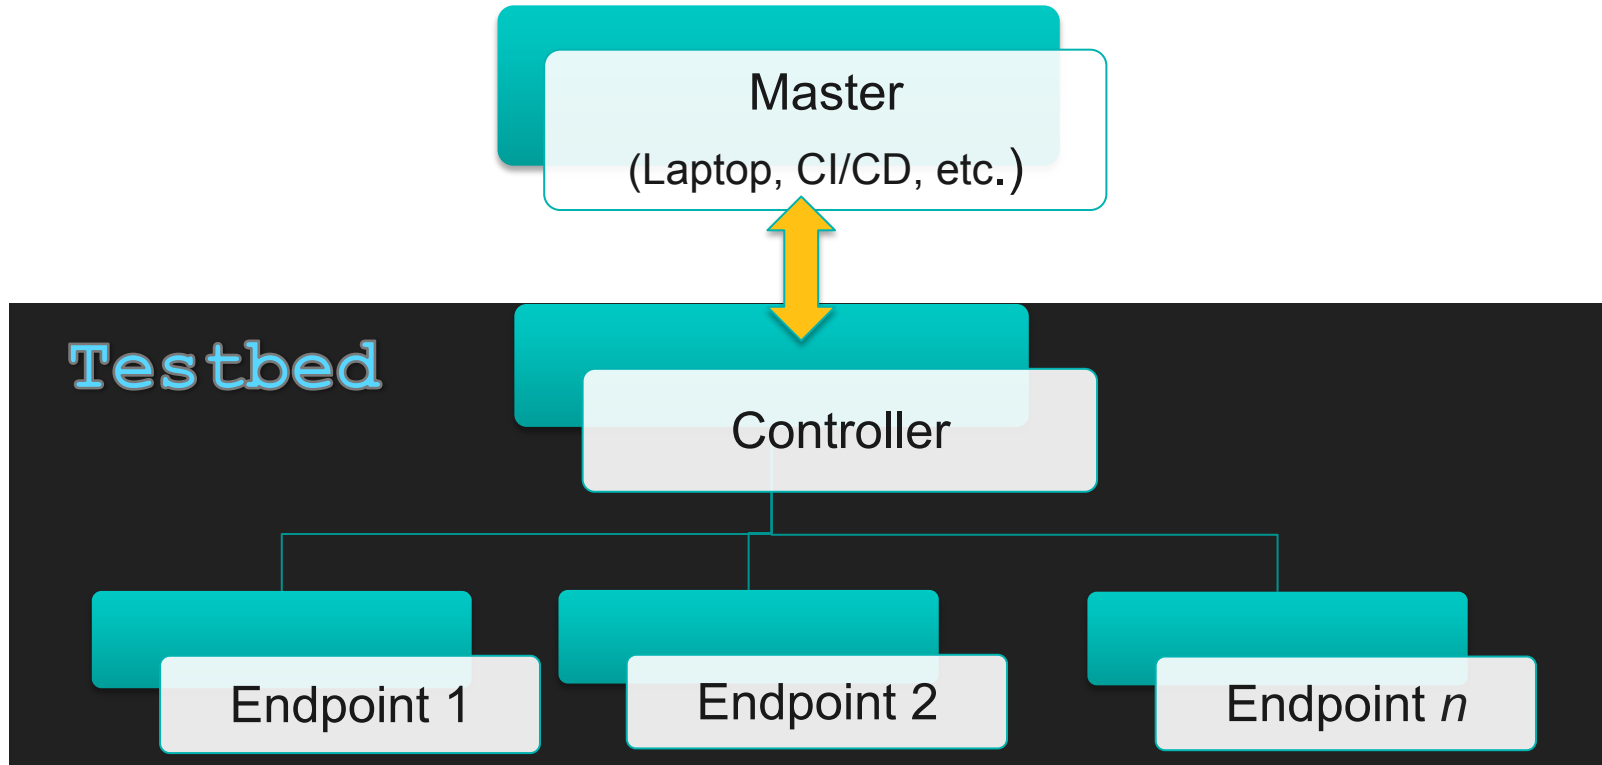 Master
(Laptop, CI/CD, etc.)
Testbed
Controller
Endpoint 1
Endpoint 2
Endpoint n